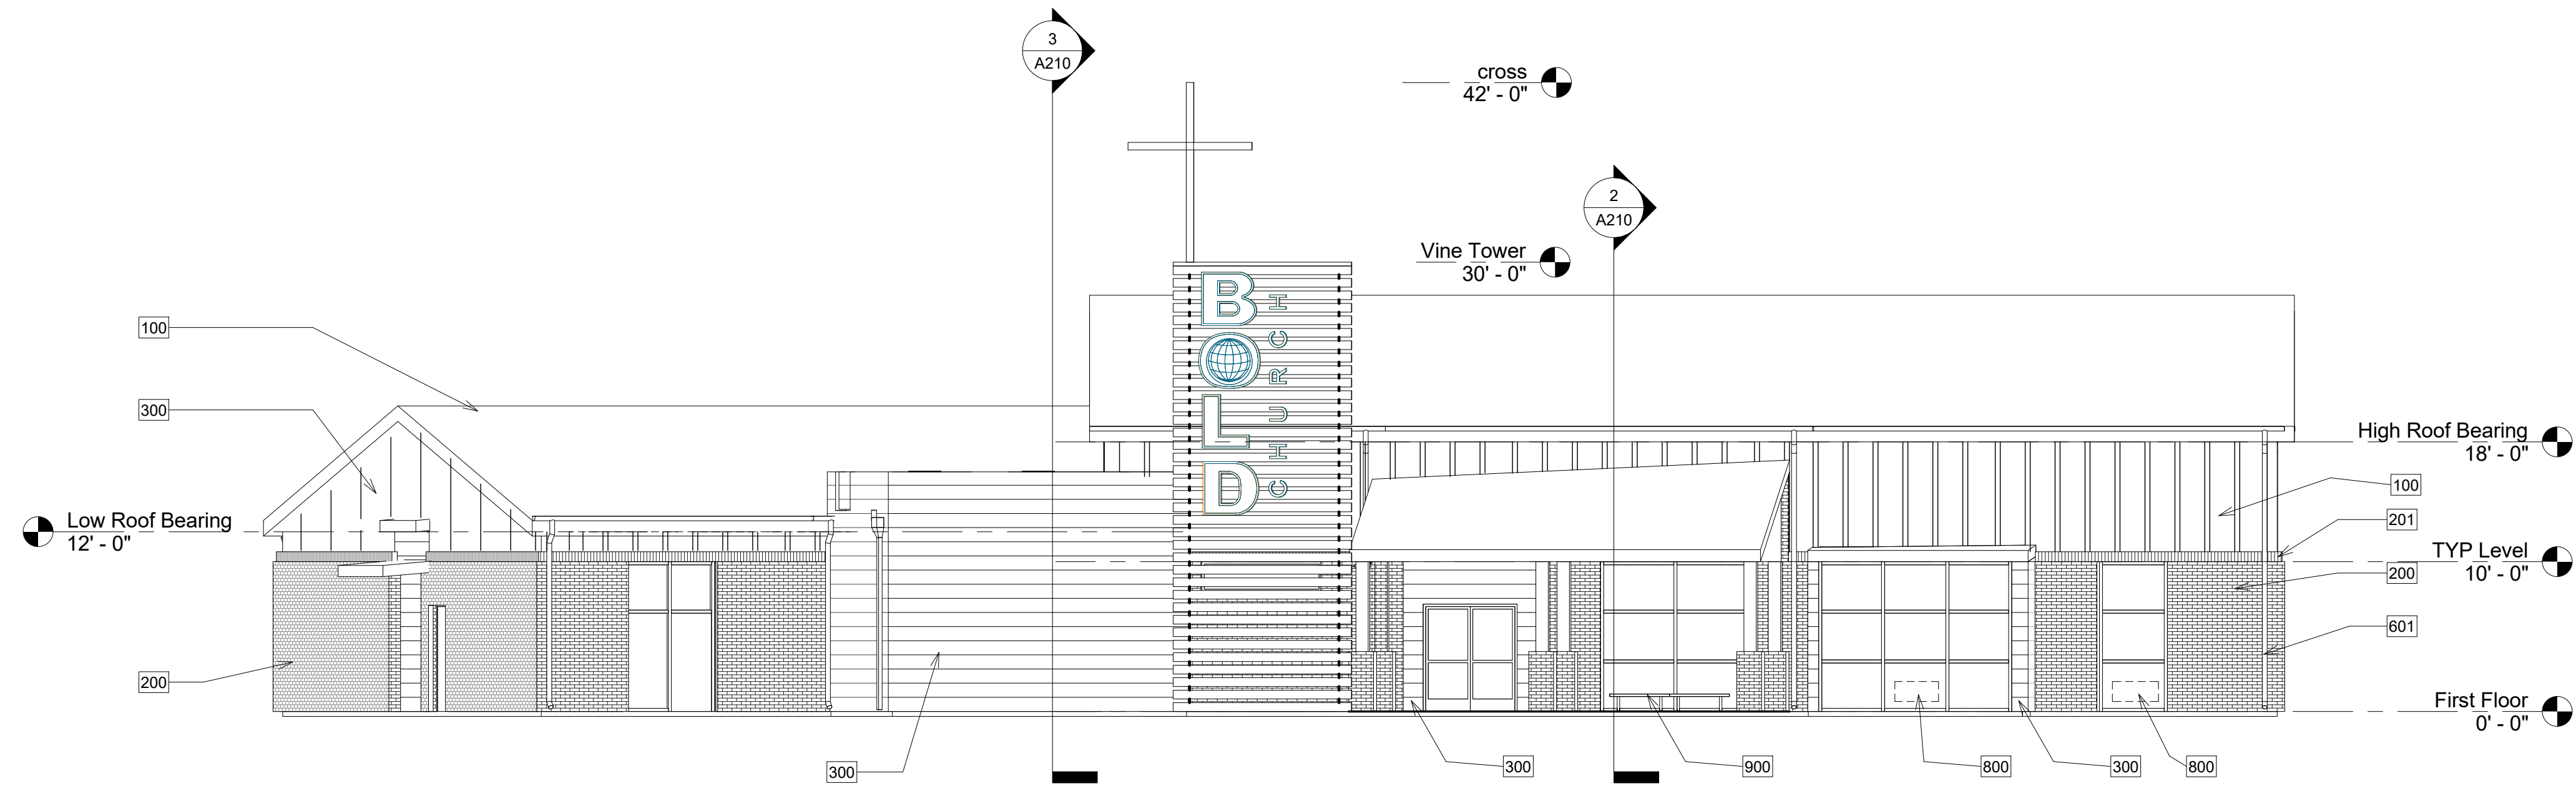 3
A210
cross
42' - 0"
2
A210
Vine Tower
30' - 0"
BOLD
CHURCH
100
300
High Roof Bearing
18' - 0"
100
Low Roof Bearing
12' - 0"
201
TYP Level
10' - 0"
200
601
200
First Floor
0' - 0"
300
300
900
800
300
800